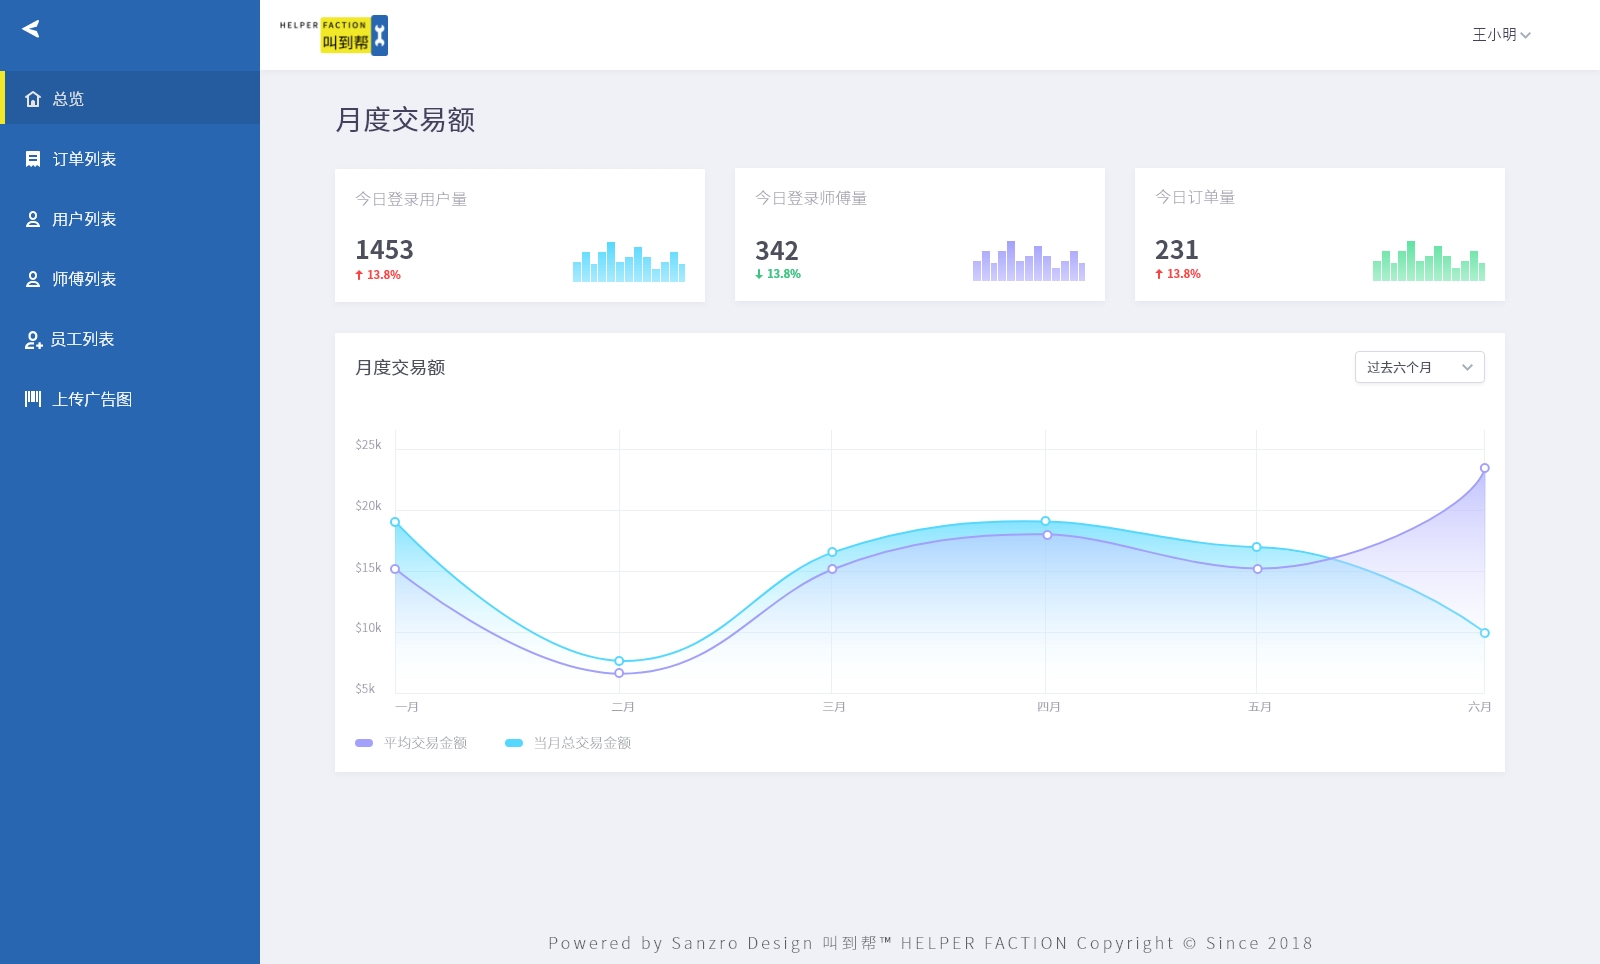 HELPER FACTION
叫到帮
王小明
总览
订单列表
用户列表
师傅列表
员工列表
上传广告图
月度交易额
今日登录用户量
1453
13.8%
今日登录师傅量
342
13.8%
今日订单量
231
13.8%
月度交易额
过去六个月
$25k
$20k
$15k
$10k
$5k
一月 二月 三月 四月 五月 六月
平均交易金额 当月总交易金额
Powered by Sanzro Design 叫到帮™ HELPER FACTION Copyright © Since 2018